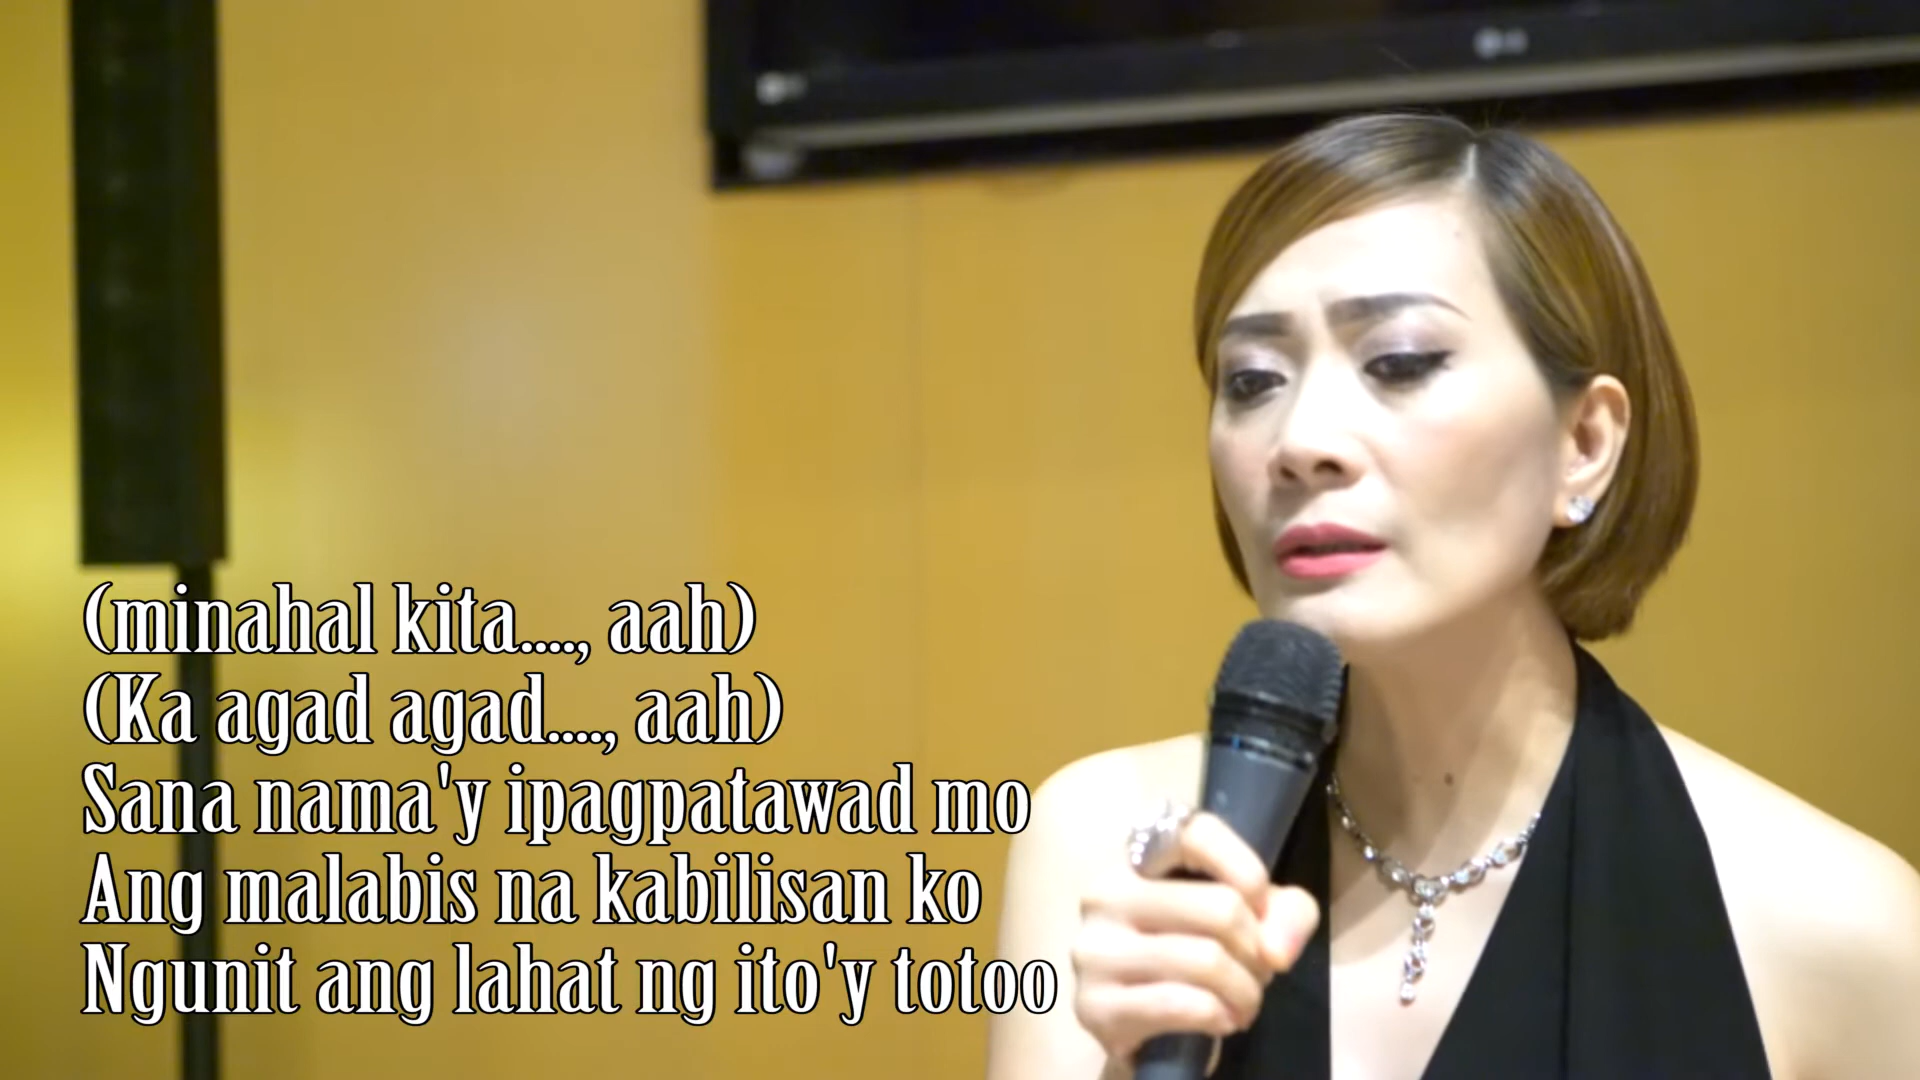 (minahal kita...., aah)
(Ka agad agad...., aah)
Sana nama'y ipagpatawad mo
Ang malabis na kabilisan ko
Ngunit ang lahat ng ito'y totoo